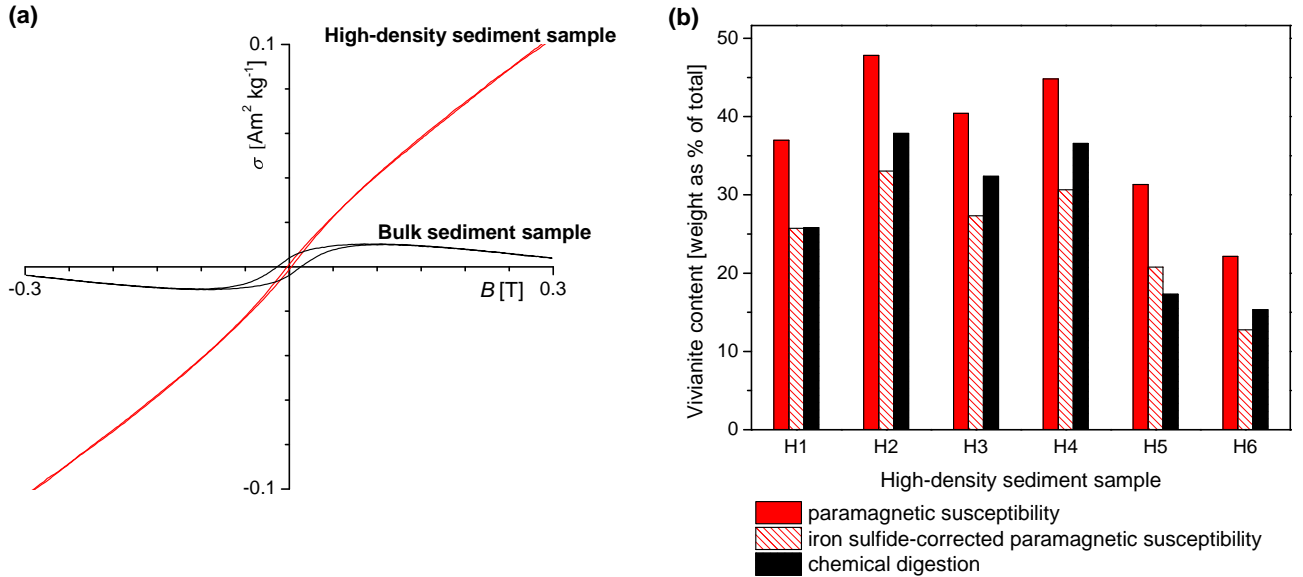 (a)
0.1
High-density sediment sample
σ [Am² kg⁻¹]
Bulk sediment sample
-0.3
B [T]
0.3
-0.1
(b)
50
40
30
20
10
0
Vivianite content [weight as % of total]
H1 H2 H3 H4 H5 H6
High-density sediment sample
paramagnetic susceptibility
iron sulfide-corrected paramagnetic susceptibility
chemical digestion